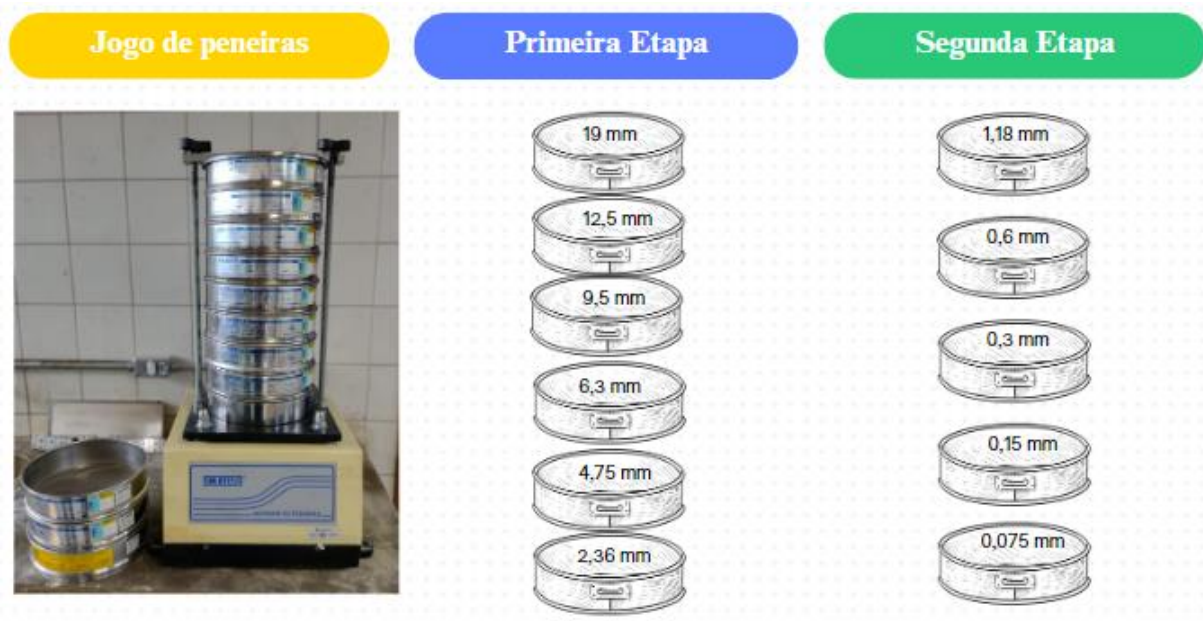 Jogo de peneiras
Primeira Etapa
Segunda Etapa
19 mm
12,5 mm
9,5 mm
6,3 mm
4,75 mm
2,36 mm
1,18 mm
0,6 mm
0,3 mm
0,15 mm
0,075 mm